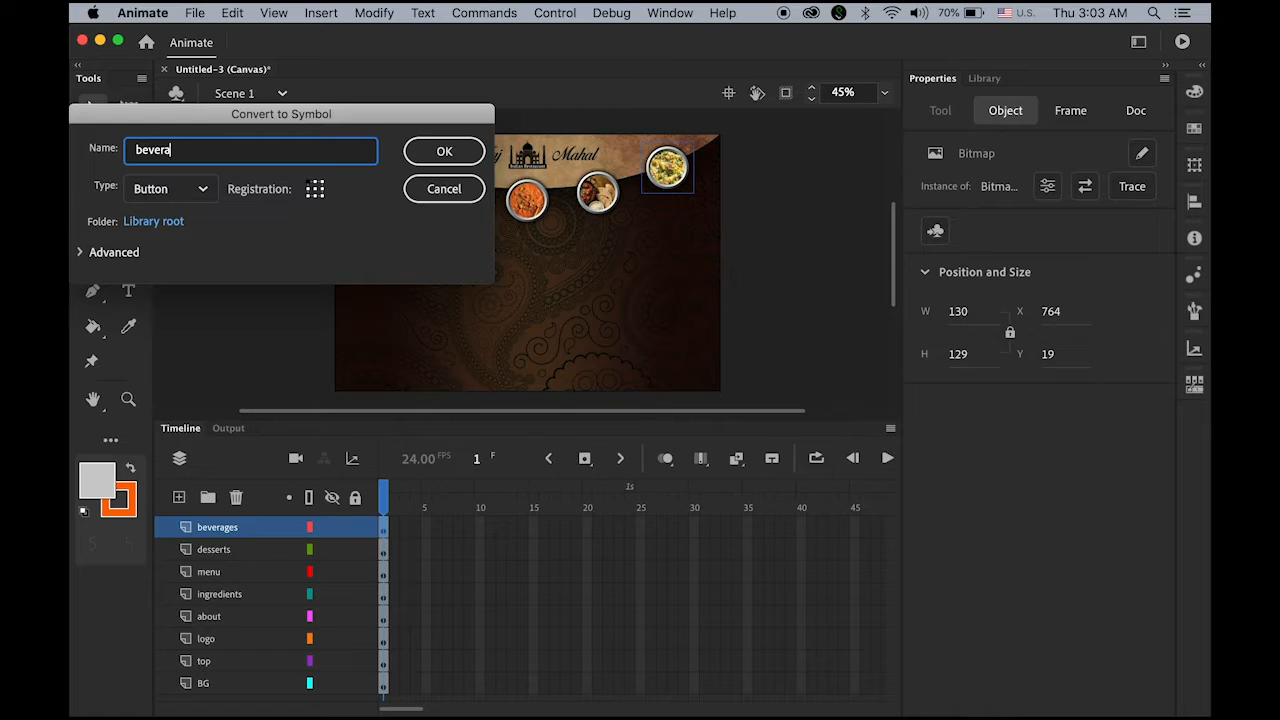 Animate File Edit View Insert Modify Text Commands Control Debug Window Help 70% U.S. Thu 3:03 AM
Animate
Tools
Untitled-3 (Canvas)*
Properties Library
Scene 1
45%
Convert to Symbol
Tool Object Frame Doc
Name: bevera
OK
Mahal
Indian Restaurant
Bitmap
Type: Button
Registration:
Cancel
Instance of: Bitma...
Trace
Folder: Library root
Advanced
Position and Size
W 130 X 764
H 129 Y 19
T
Timeline Output
24.00 FPS 1 F
1s
5 10 15 20 25 30 35 40 45
beverages
desserts
menu
ingredients
about
logo
top
BG